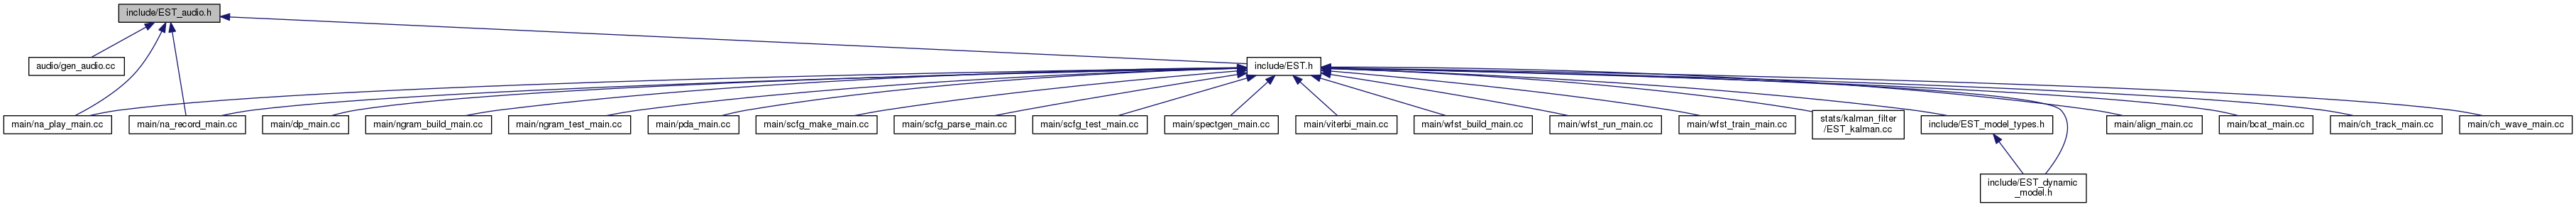 include/EST_audio.h
audio/gen_audio.cc
include/EST.h
main/na_play_main.cc
main/na_record_main.cc
main/dp_main.cc
main/ngram_build_main.cc
main/ngram_test_main.cc
main/pda_main.cc
main/scfg_make_main.cc
main/scfg_parse_main.cc
main/scfg_test_main.cc
main/spectgen_main.cc
main/viterbi_main.cc
main/wfst_build_main.cc
main/wfst_run_main.cc
main/wfst_train_main.cc
stats/kalman_filter
/EST_kalman.cc
include/EST_model_types.h
main/align_main.cc
main/bcat_main.cc
main/ch_track_main.cc
main/ch_wave_main.cc
include/EST_dynamic
_model.h